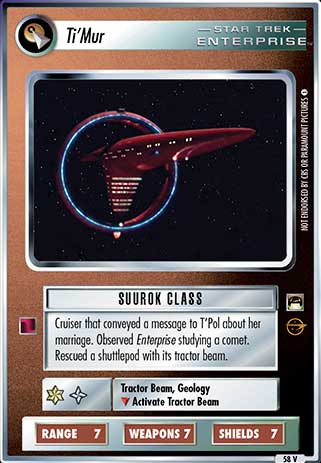 Ti'Mur
STAR TREK
ENTERPRISE
NOT ENDORSED BY CBS OR PARAMOUNT PICTURES
SUUROK CLASS
Cruiser that conveyed a message to T'Pol about her
marriage. Observed Enterprise studying a comet.
Rescued a shuttlepod with its tractor beam.
Tractor Beam, Geology
Activate Tractor Beam
RANGE 7
WEAPONS 7
SHIELDS 7
58 V